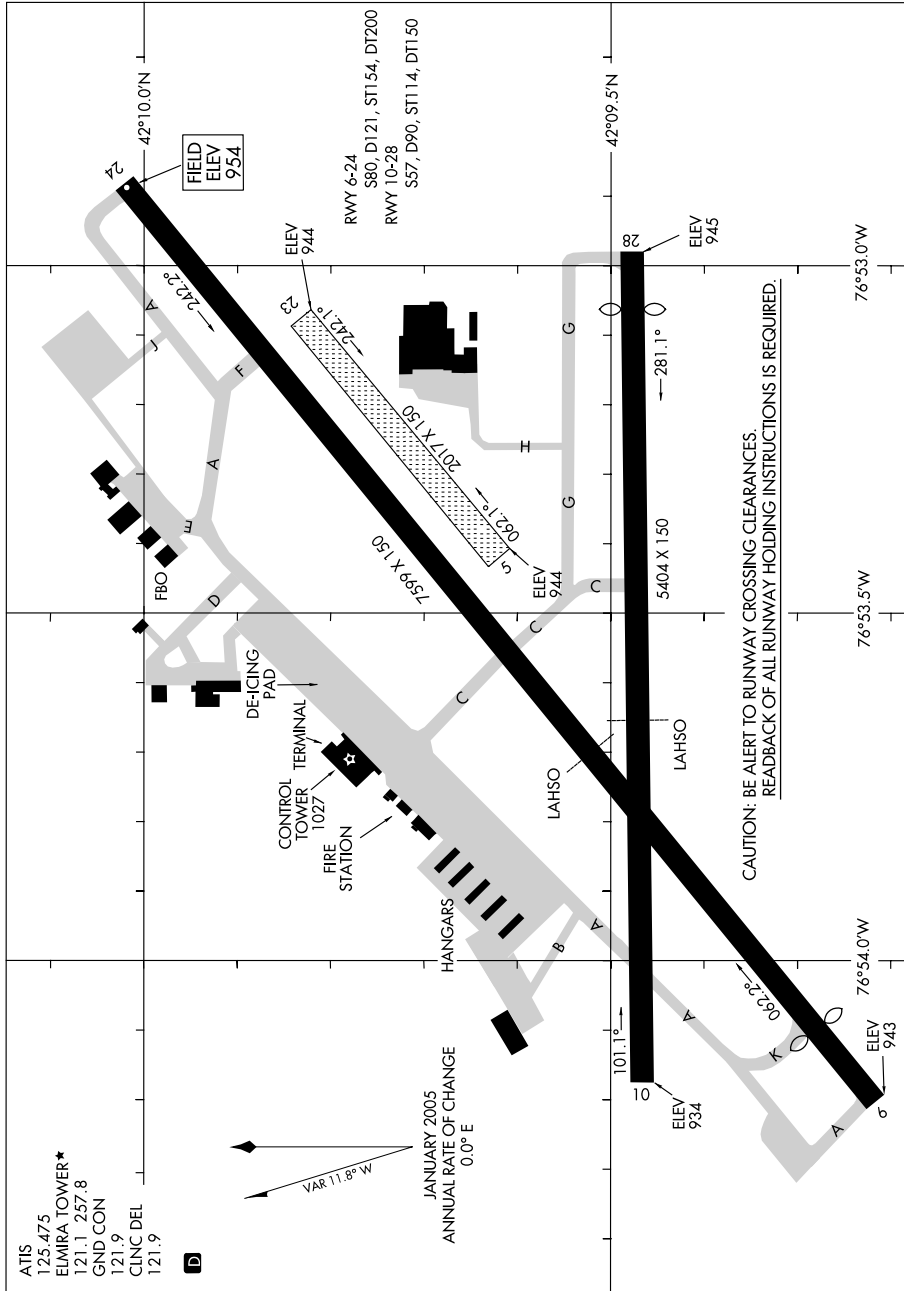 ATIS
125.475
ELMIRA TOWER★
121.1 257.8
GND CON
121.9
CLNC DEL
121.9
D
VAR 11.8° W
JANUARY 2005
ANNUAL RATE OF CHANGE
0.0° E
24
FIELD
ELEV
954
42°10.0'N
RWY 6-24
S80, D121, ST154, DT200
RWY 10-28
S57, D90, ST114, DT150
242.2°
A
J
F
A
E
D
FBO
DE-ICING
PAD
TERMINAL
CONTROL
TOWER
1027
FIRE
STATION
HANGARS
7599 X 150
23
ELEV
944
242.1°
2017 X 150
062.1°
5
ELEV
944
H
G
G
C
C
C
42°09.5'N
28
ELEV
945
281.1°
5404 X 150
LAHSO
LAHSO
B
A
A
K
A
101.1°
10
ELEV
934
062.2°
6
ELEV
943
76°54.0'W
76°53.5'W
76°53.0'W
CAUTION: BE ALERT TO RUNWAY CROSSING CLEARANCES.
READBACK OF ALL RUNWAY HOLDING INSTRUCTIONS IS REQUIRED.